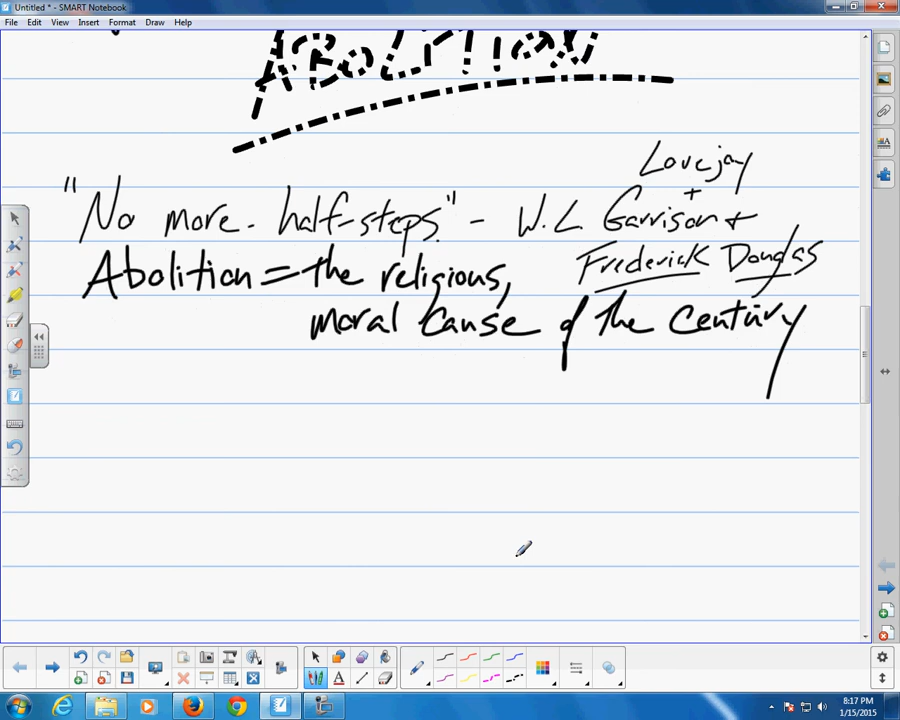 Untitled * - SMART Notebook
File Edit View Insert Format Draw Help
ABOLITION
Lovejoy
+
"No more half-steps" - W.L. Garrison +
Frederick Douglas
Abolition = the religious,
moral cause of the century
8:17 PM
1/15/2015